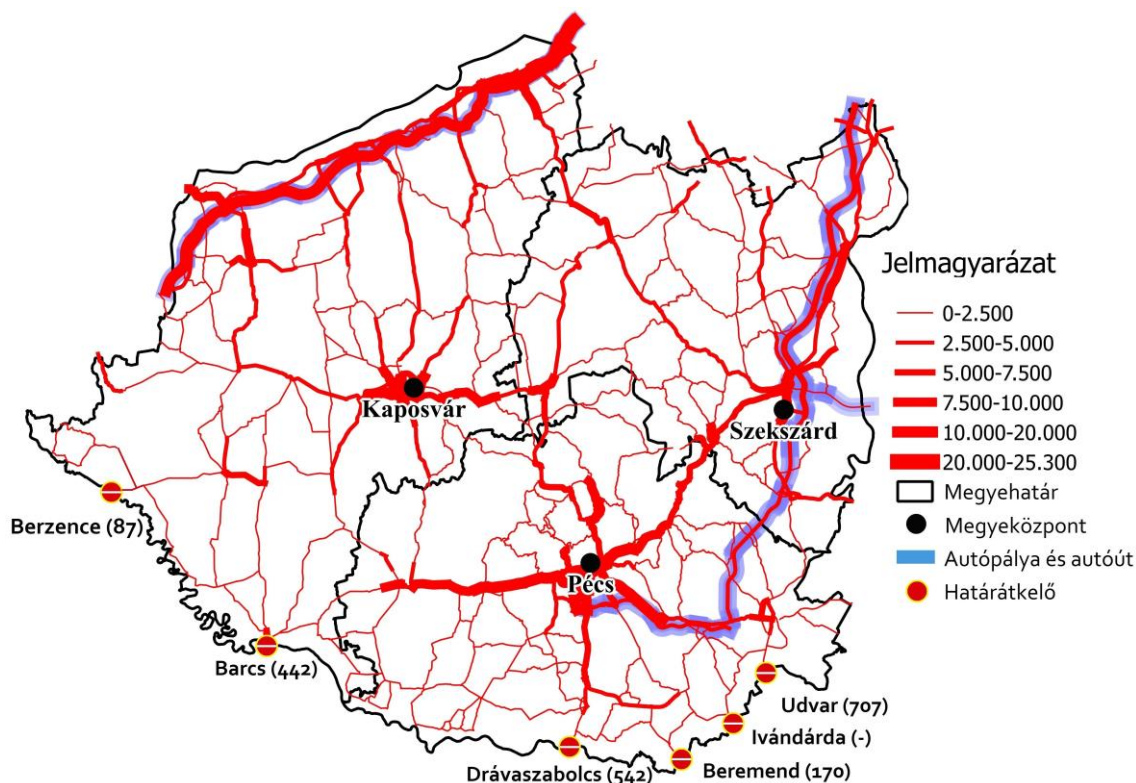 Jelmagyarázat
0-2.500
2.500-5.000
5.000-7.500
7.500-10.000
10.000-20.000
20.000-25.300
Megyehatár
Megyeközpont
Autópálya és autóút
Határátkelő
Kaposvár
Szekszárd
Pécs
Berzence (87)
Barcs (442)
Udvar (707)
Ivándárda (-)
Drávaszabolcs (542)
Beremend (170)